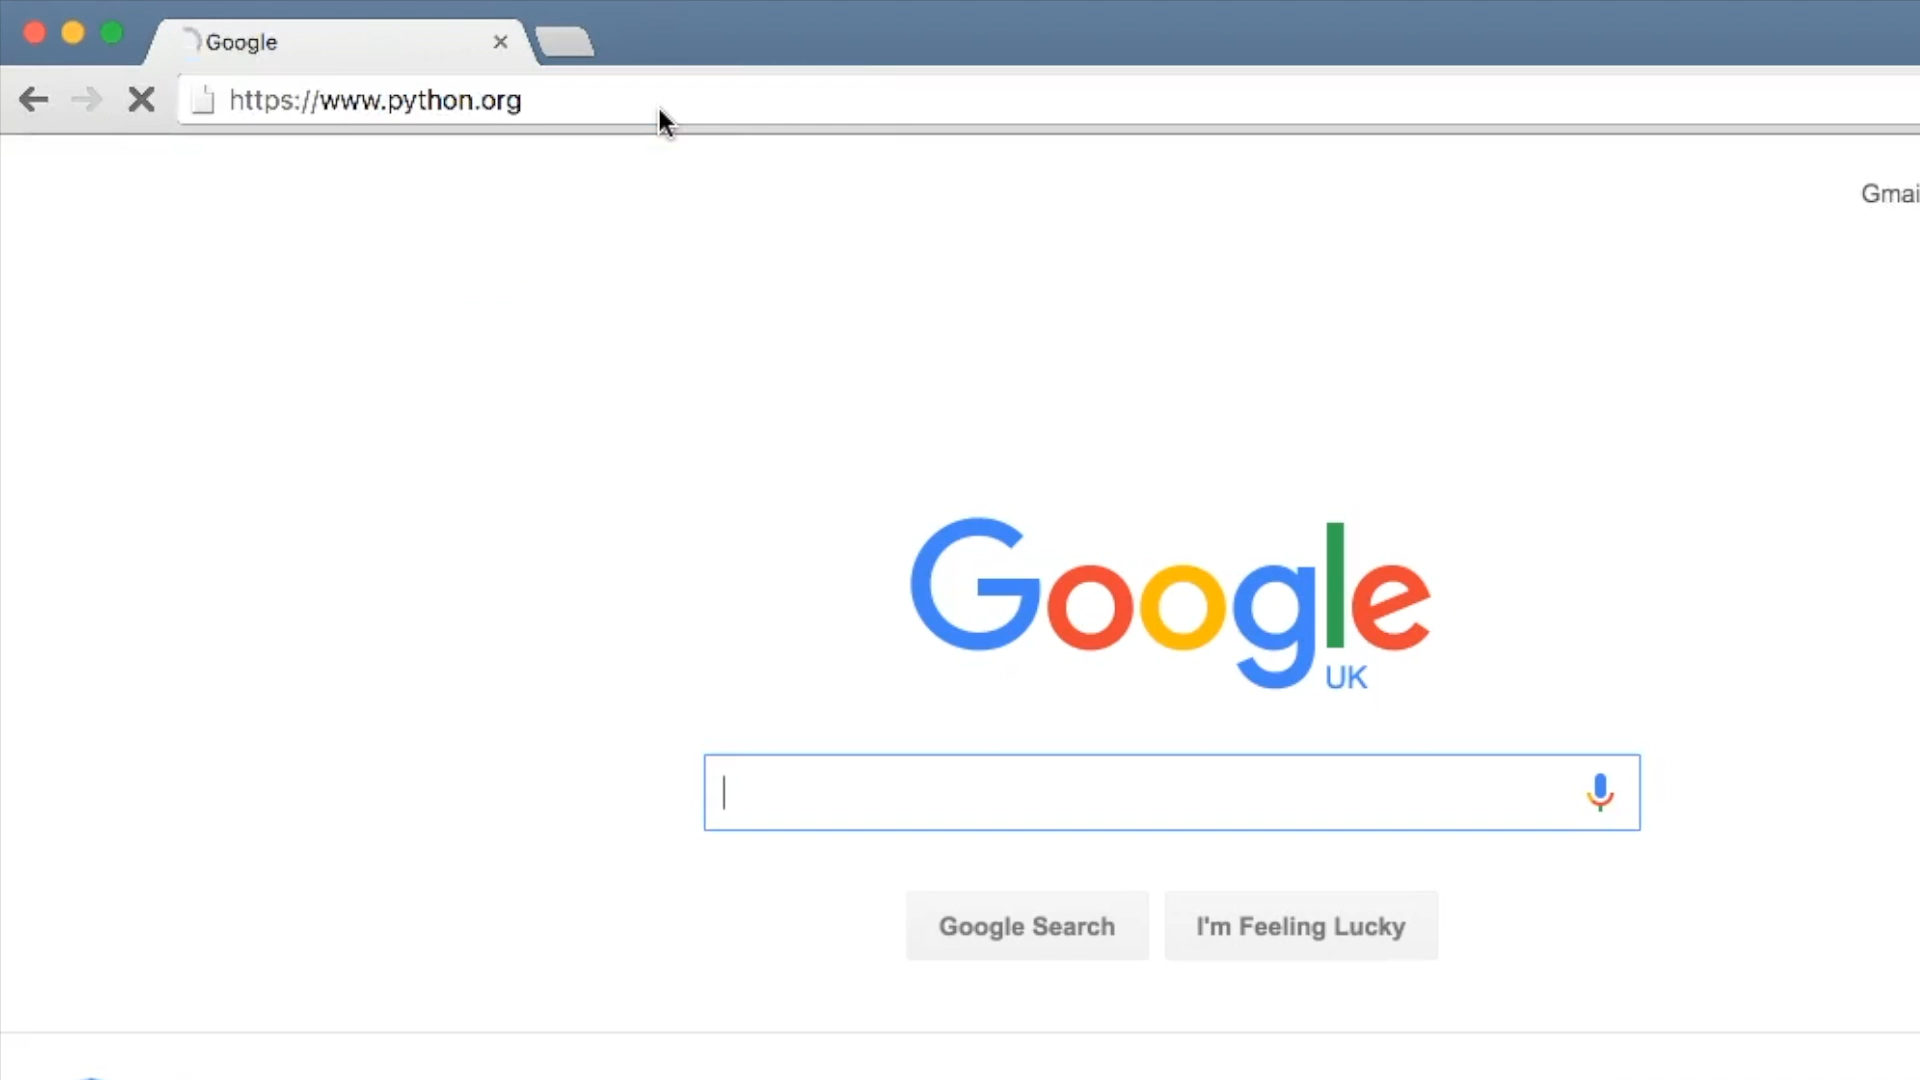 Google
https://www.python.org
Gmai
Google
UK
Google Search
I'm Feeling Lucky